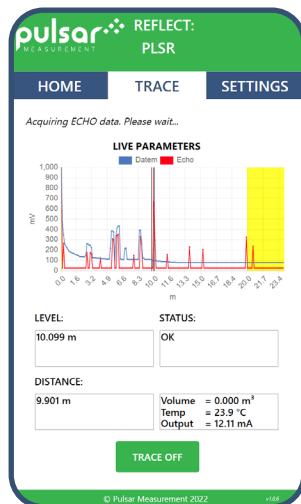 pulsar
MEASUREMENT
REFLECT:
PLSR
HOME TRACE SETTINGS
Acquiring ECHO data. Please wait...
LIVE PARAMETERS
Datem Echo
1,000
900
800
700
600
500
400
300
200
100
0
mV
0.0 1.6 3.2 4.9 6.6 8.3 10.0 11.6 13.3 15.0 16.7 18.4 20.0 21.7 23.4
m
LEVEL: STATUS:
10.099 m OK
DISTANCE:
9.901 m
Volume = 0.000 m³
Temp = 23.9 °C
Output = 12.11 mA
TRACE OFF
© Pulsar Measurement 2022 v1.0.6